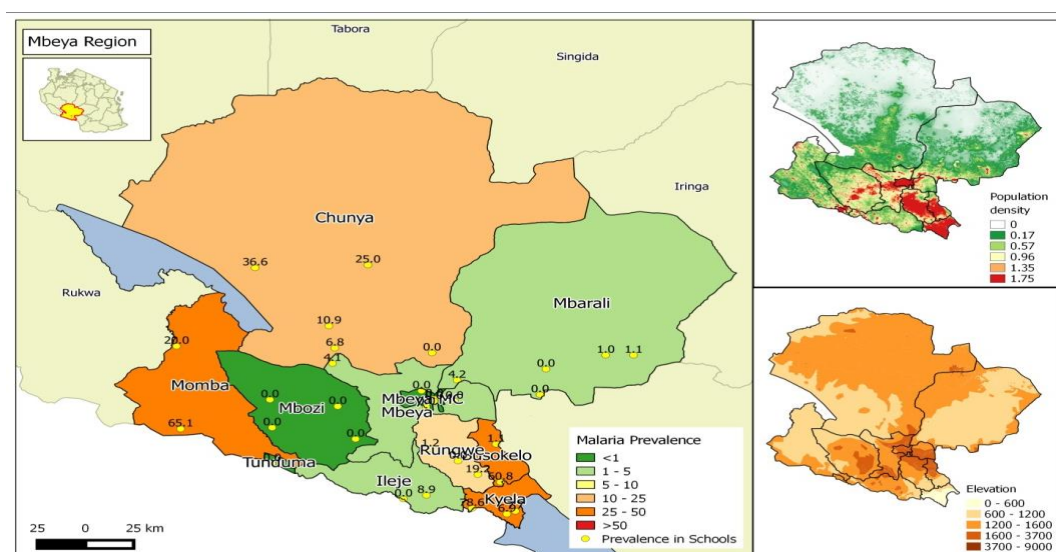 Mbeya Region
Tabora
Singida
Iringa
Rukwa
Chunya
36.6
25.0
10.9
6.8
4.1
0.0
Mbarali
1.0
1.1
0.0
4.2
0.0
20.0
Momba
65.1
0.0
Mbozi
0.0
0.0
0.0
Tunduma
0.0
Mbeya MC
Mbeya
1.2
Rungwe
Busokelo
1.1
19.2
60.8
Ileje
0.0
8.9
Kyela
78.6
6.9
25 0 25 km
Malaria Prevalence
<1
1 - 5
5 - 10
10 - 25
25 - 50
>50
Prevalence in Schools
Population
density
0
0.17
0.57
0.96
1.35
1.75
Elevation
0 - 600
600 - 1200
1200 - 1600
1600 - 3700
3700 - 9000